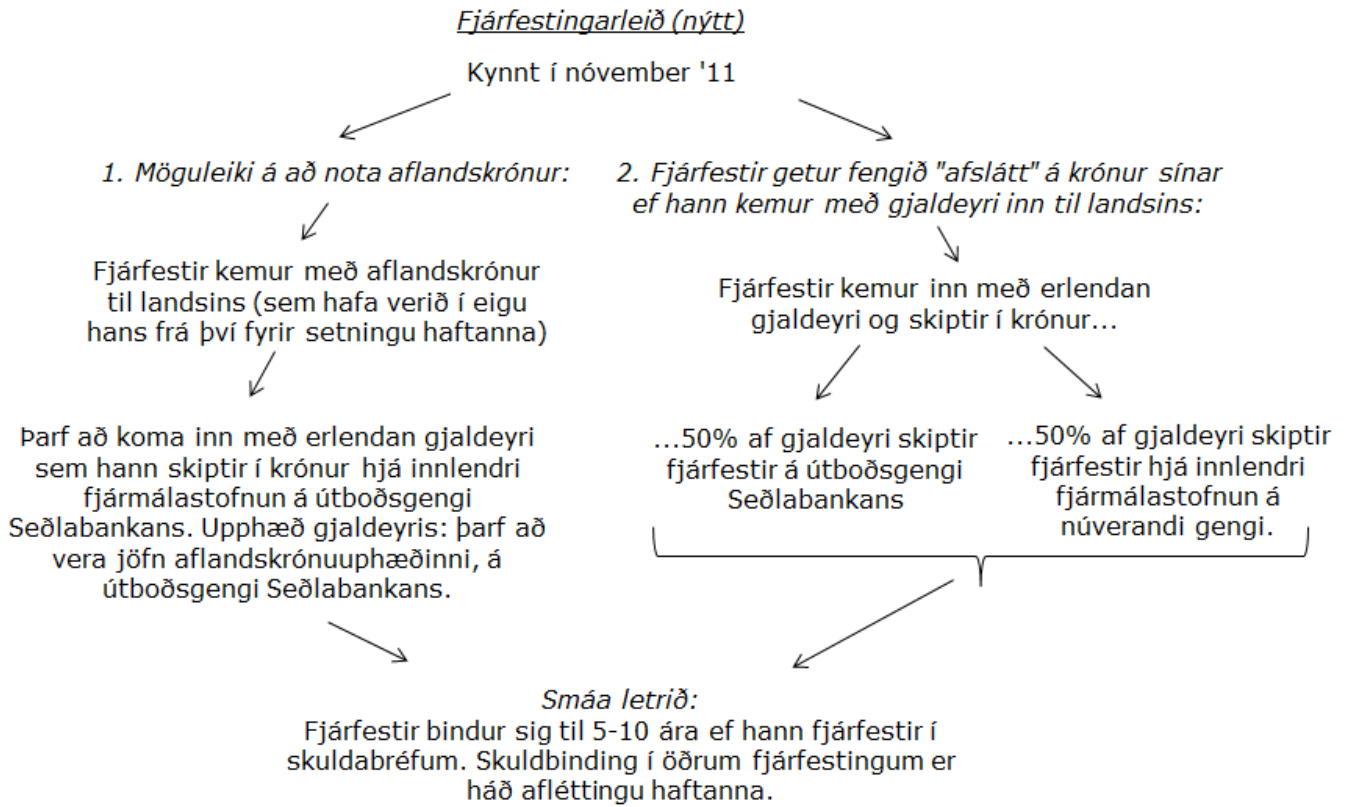 Fjárfestingarleið (nýtt)
Kynnt í nóvember '11
1. Möguleiki á að nota aflandskrónur:
Fjárfestir kemur með aflandskrónur
til landsins (sem hafa verið í eigu
hans frá því fyrir setningu haftanna)
Þarf að koma inn með erlendan gjaldeyri
sem hann skiptir í krónur hjá innlendri
fjármálastofnun á útboðsgengi
Seðlabankans. Upphæð gjaldeyris: þarf að
vera jöfn aflandskrónuuphæðinni, á
útboðsgengi Seðlabankans.
2. Fjárfestir getur fengið "afslátt" á krónur sínar
ef hann kemur með gjaldeyri inn til landsins:
Fjárfestir kemur inn með erlendan
gjaldeyri og skiptir í krónur...
...50% af gjaldeyri skiptir
fjárfestir á útboðsgengi
Seðlabankans
...50% af gjaldeyri skiptir
fjárfestir hjá innlendri
fjármálastofnun á
núverandi gengi.
Smáa letrið:
Fjárfestir bindur sig til 5-10 ára ef hann fjárfestir í
skuldabréfum. Skuldbinding í öðrum fjárfestingum er
háð afléttingu haftanna.